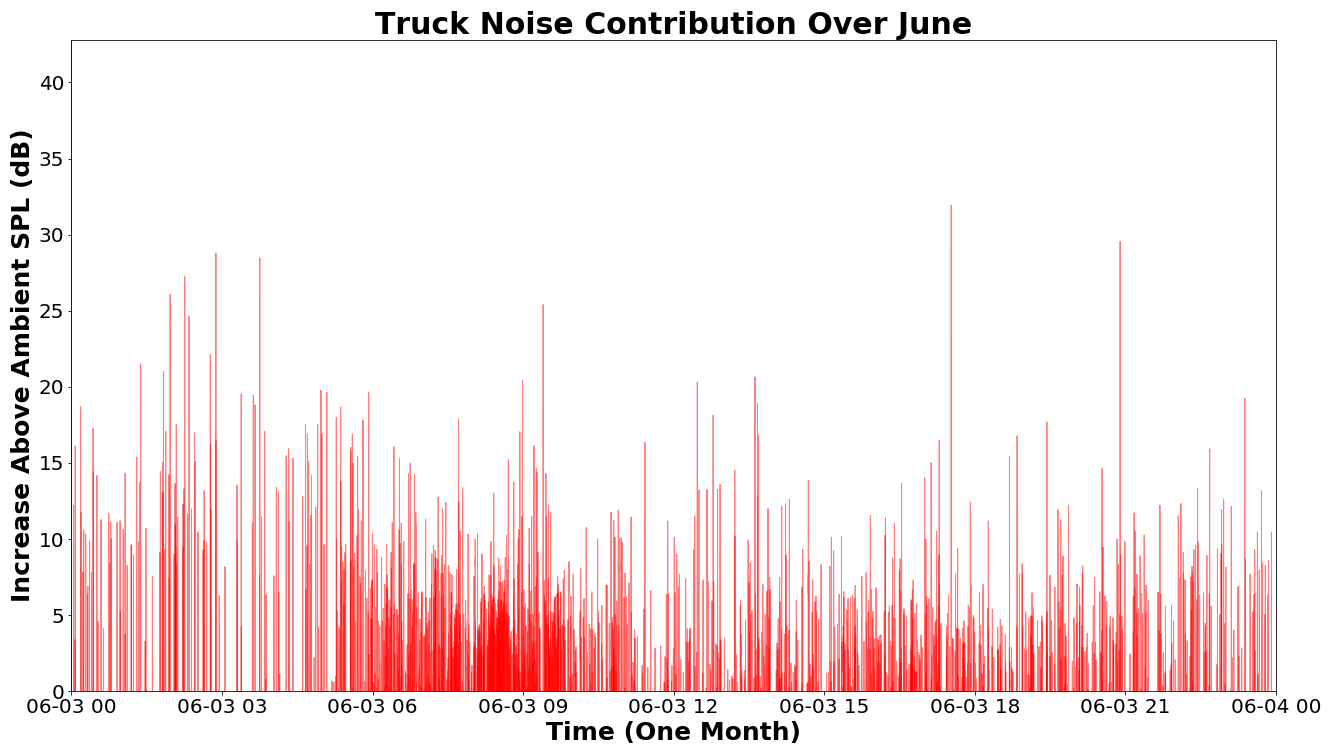 Truck Noise Contribution Over June
Increase Above Ambient SPL (dB)
40
35
30
25
20
15
10
5
0
06-03 00 06-03 03 06-03 06 06-03 09 06-03 12 06-03 15 06-03 18 06-03 21 06-04 00
Time (One Month)